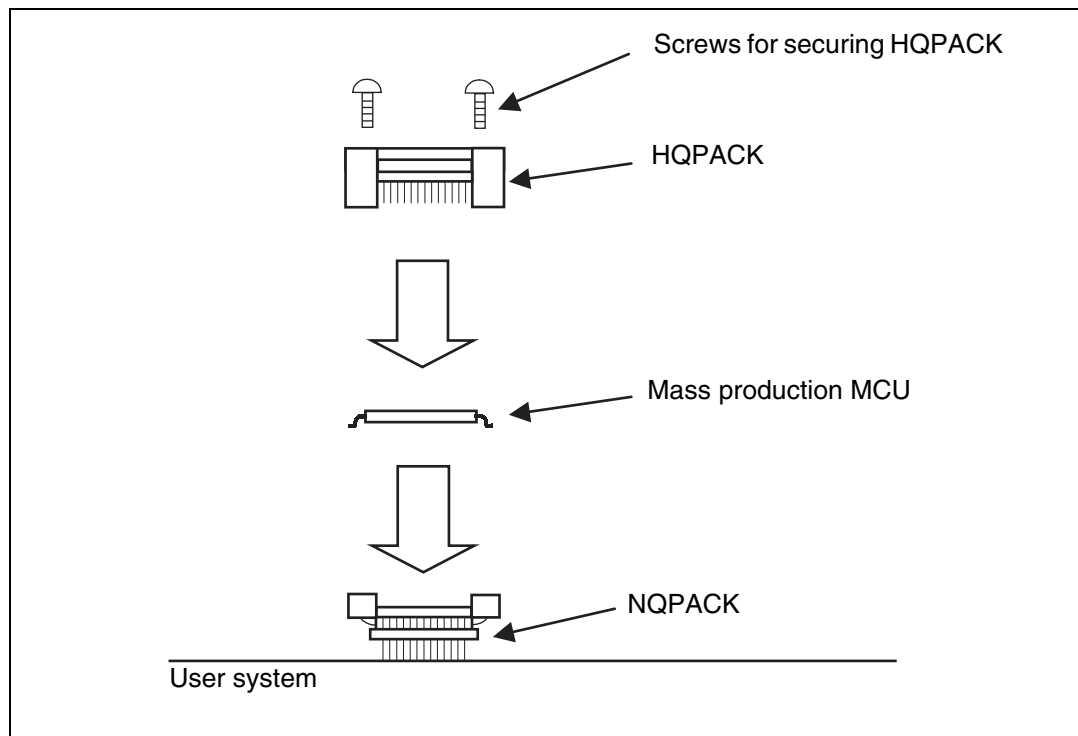 Screws for securing HQPACK
HQPACK
Mass production MCU
NQPACK
User system